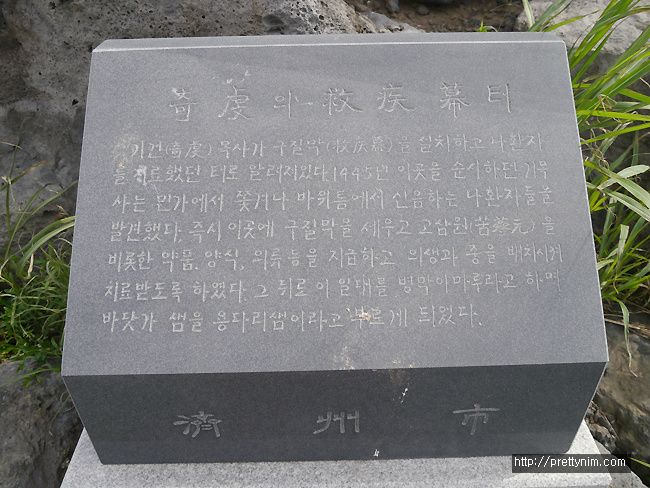 奇虔의 救疾幕터
기건(奇虔)목사가 구질막(救疾幕)을 설치하고 나환자
를 치료했던 터로 알려져있다. 1445년 이곳을 순시하던 기목
사는 민가에서 쫓겨나 바위틈에서 신음하는 나환자들을
발견했다. 즉시 이곳에 구질막을 세우고 고삼원(苦蔘元)을
비롯한 약품, 양식, 의류등을 지급하고 의생과 중을 배치시켜
치료받도록 하였다. 그 뒤로 이 일대를 병막이마루라고 하며
바닷가 샘을 용다리샘이라고 부르게 되었다.
濟州市
http://prettynim.com/